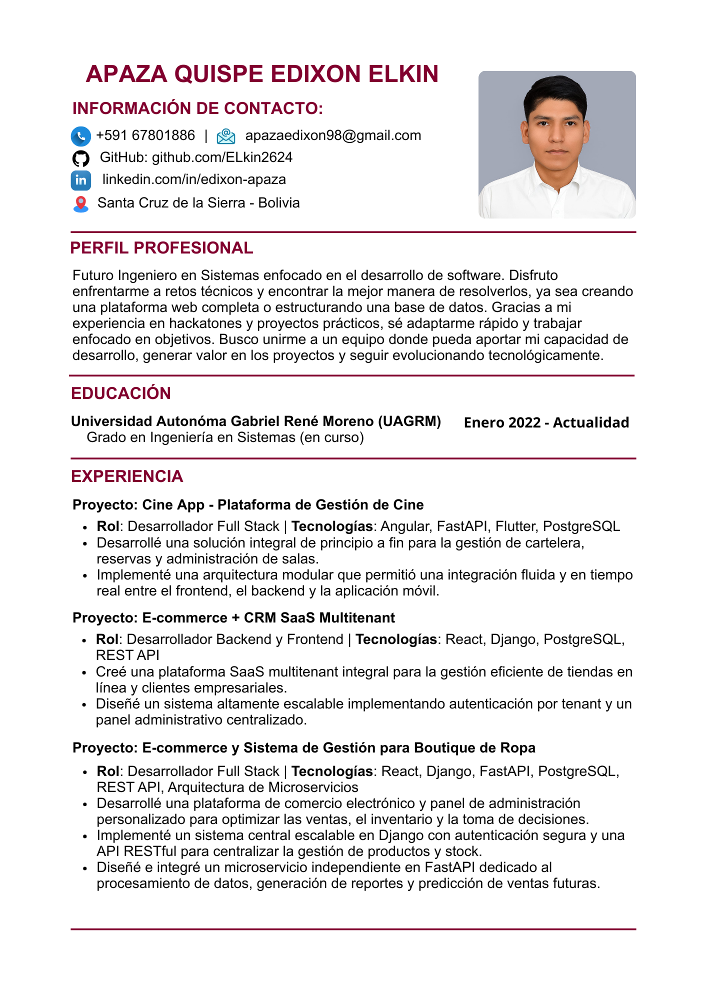 APAZA QUISPE EDIXON ELKIN
INFORMACIÓN DE CONTACTO:
+591 67801886 | @ apazaedixon98@gmail.com
GitHub: github.com/ELkin2624
in linkedin.com/in/edixon-apaza
Santa Cruz de la Sierra - Bolivia
PERFIL PROFESIONAL
Futuro Ingeniero en Sistemas enfocado en el desarrollo de software. Disfruto
enfrentarme a retos técnicos y encontrar la mejor manera de resolverlos, ya sea creando
una plataforma web completa o estructurando una base de datos. Gracias a mi
experiencia en hackatones y proyectos prácticos, sé adaptarme rápido y trabajar
enfocado en objetivos. Busco unirme a un equipo donde pueda aportar mi capacidad de
desarrollo, generar valor en los proyectos y seguir evolucionando tecnológicamente.
EDUCACIÓN
Universidad Autonóma Gabriel René Moreno (UAGRM) Enero 2022 - Actualidad
Grado en Ingeniería en Sistemas (en curso)
EXPERIENCIA
Proyecto: Cine App - Plataforma de Gestión de Cine
• Rol: Desarrollador Full Stack | Tecnologías: Angular, FastAPI, Flutter, PostgreSQL
• Desarrollé una solución integral de principio a fin para la gestión de cartelera,
reservas y administración de salas.
• Implementé una arquitectura modular que permitió una integración fluida y en tiempo
real entre el frontend, el backend y la aplicación móvil.
Proyecto: E-commerce + CRM SaaS Multitenant
• Rol: Desarrollador Backend y Frontend | Tecnologías: React, Django, PostgreSQL,
REST API
• Creé una plataforma SaaS multitenant integral para la gestión eficiente de tiendas en
línea y clientes empresariales.
• Diseñé un sistema altamente escalable implementando autenticación por tenant y un
panel administrativo centralizado.
Proyecto: E-commerce y Sistema de Gestión para Boutique de Ropa
• Rol: Desarrollador Full Stack | Tecnologías: React, Django, FastAPI, PostgreSQL,
REST API, Arquitectura de Microservicios
• Desarrollé una plataforma de comercio electrónico y panel de administración
personalizado para optimizar las ventas, el inventario y la toma de decisiones.
• Implementé un sistema central escalable en Django con autenticación segura y una
API RESTful para centralizar la gestión de productos y stock.
• Diseñé e integré un microservicio independiente en FastAPI dedicado al
procesamiento de datos, generación de reportes y predicción de ventas futuras.